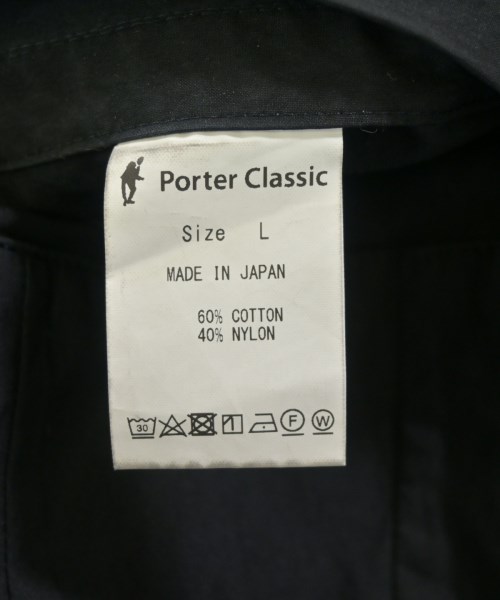 Porter Classic
Size L
MADE IN JAPAN
60% COTTON
40% NYLON
30 F W